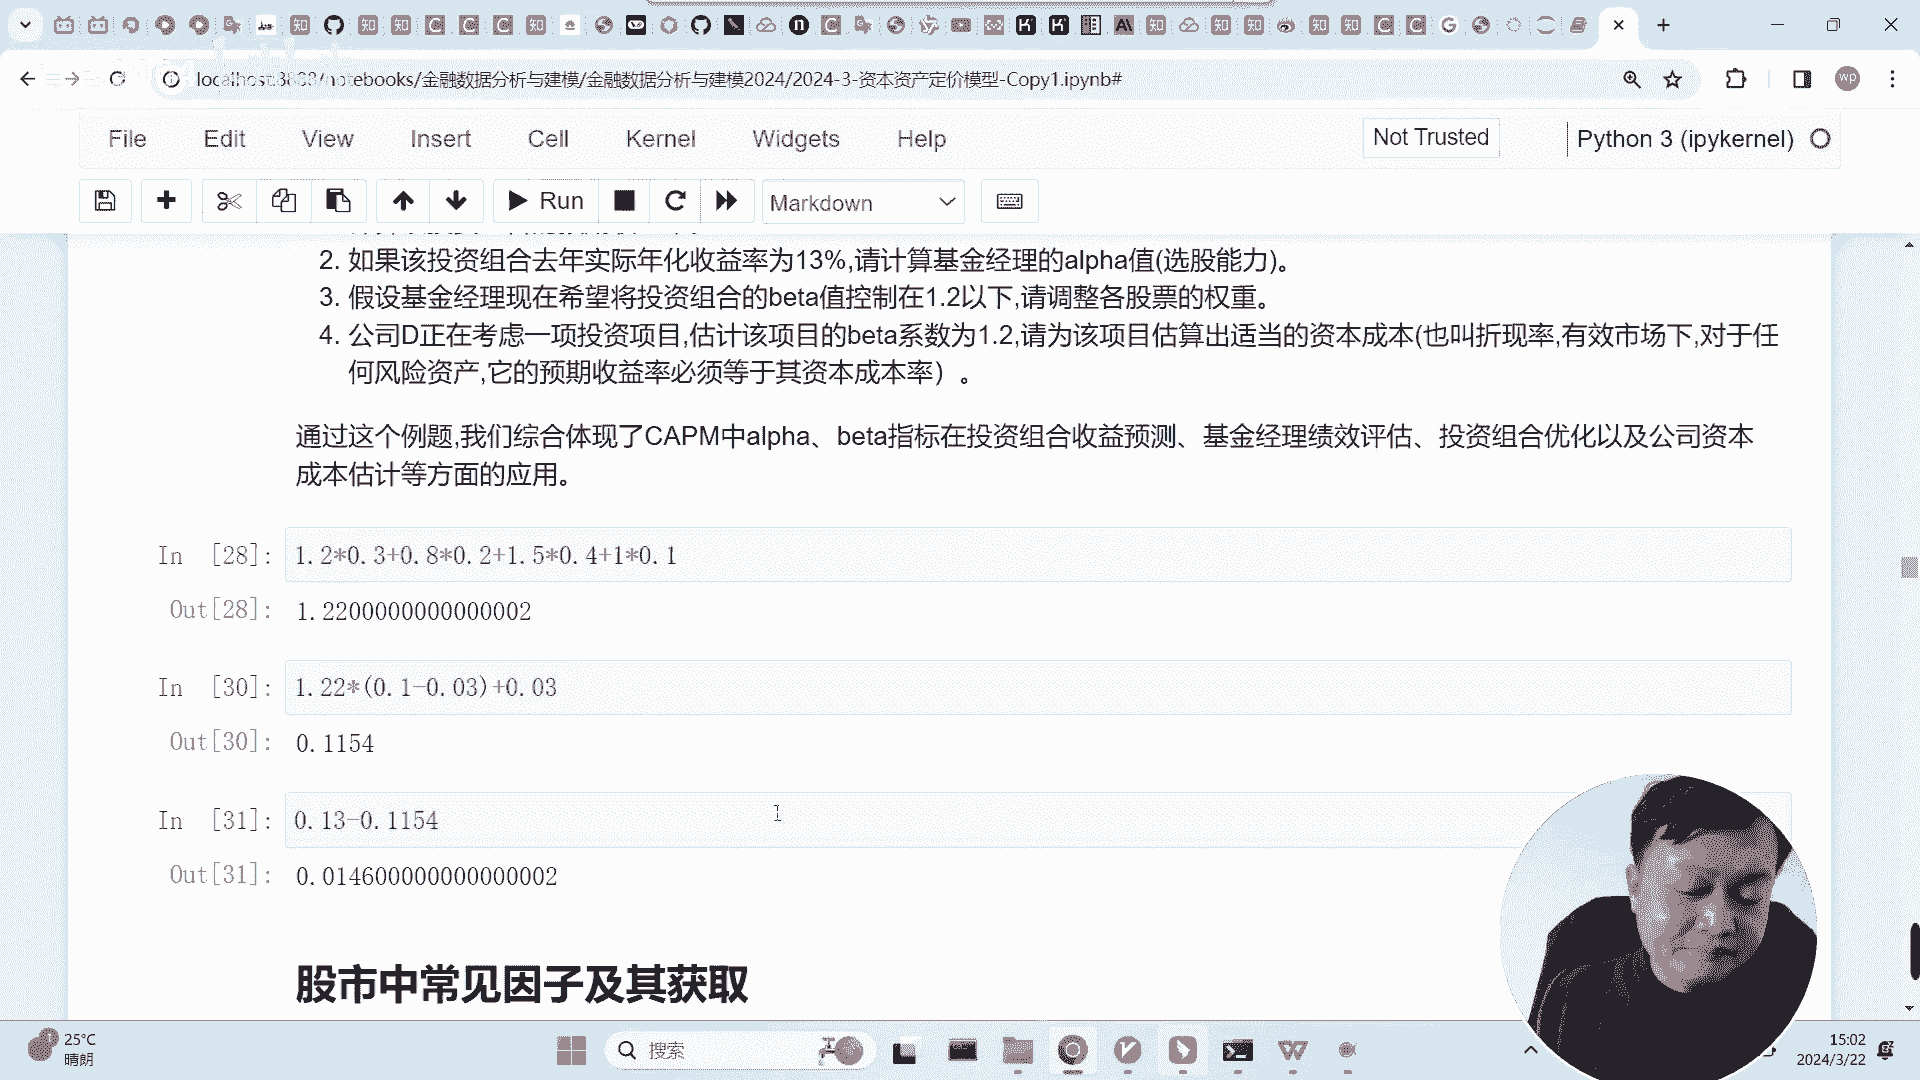 localhost:8888/notebooks/金融数据分析与建模/金融数据分析与建模2024/2024-3-资本资产定价模型-Copy1.ipynb#
wp
File Edit View Insert Cell Kernel Widgets Help
Not Trusted
Python 3 (ipykernel)
Run
Markdown
2. 如果该投资组合去年实际年化收益率为13%,请计算基金经理的alpha值(选股能力)。
3. 假设基金经理现在希望将投资组合的beta值控制在1.2以下,请调整各股票的权重。
4. 公司D正在考虑一项投资项目,估计该项目的beta系数为1.2,请为该项目估算出适当的资本成本(也叫折现率,有效市场下,对于任
何风险资产,它的预期收益率必须等于其资本成本率）。
通过这个例题,我们综合体现了CAPM中alpha、beta指标在投资组合收益预测、基金经理绩效评估、投资组合优化以及公司资本
成本估计等方面的应用。
In [28]: 1.2*0.3+0.8*0.2+1.5*0.4+1*0.1
Out[28]: 1.2200000000000002
In [30]: 1.22*(0.1-0.03)+0.03
Out[30]: 0.1154
In [31]: 0.13-0.1154
Out[31]: 0.014600000000000002
股市中常见因子及其获取
25°C
晴朗
搜索
15:02
2024/3/22